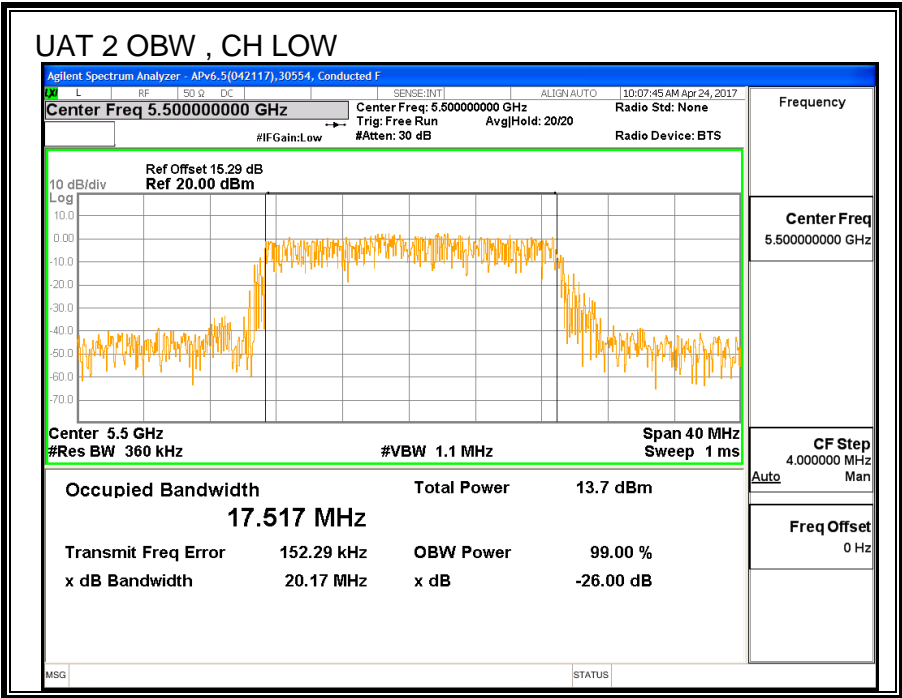 UAT 2 OBW , CH LOW
Agilent Spectrum Analyzer - APv6.5(042117),30554, Conducted F
LXI L RF 50 Ω DC SENSE:INT ALIGN AUTO 10:07:45 AM Apr 24, 2017
Center Freq 5.500000000 GHz
Center Freq: 5.500000000 GHz Radio Std: None
Trig: Free Run Avg|Hold: 20/20
#IFGain:Low #Atten: 30 dB Radio Device: BTS
Ref Offset 15.29 dB
10 dB/div Ref 20.00 dBm
Log
10.0
0.00
-10.0
-20.0
-30.0
-40.0
-50.0
-60.0
-70.0
Center 5.5 GHz Span 40 MHz
#Res BW 360 kHz #VBW 1.1 MHz Sweep 1 ms
Occupied Bandwidth Total Power 13.7 dBm
17.517 MHz
Transmit Freq Error 152.29 kHz OBW Power 99.00 %
x dB Bandwidth 20.17 MHz x dB -26.00 dB
Frequency
Center Freq
5.500000000 GHz
CF Step
4.000000 MHz
Auto Man
Freq Offset
0 Hz
MSG STATUS